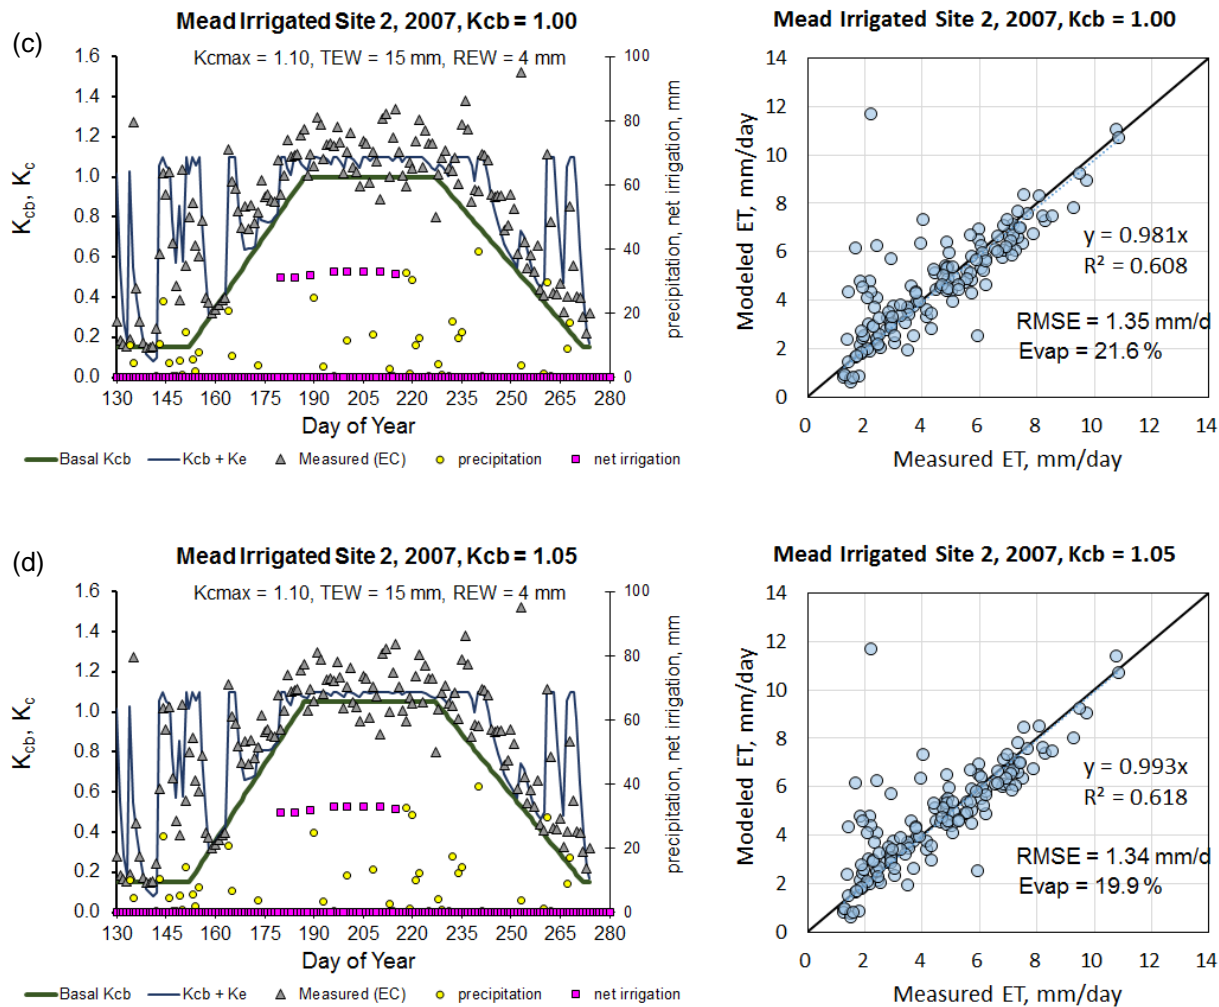 (c)
Mead Irrigated Site 2, 2007, Kcb = 1.00
Kcmax = 1.10, TEW = 15 mm, REW = 4 mm
Kcb, Kc
1.6
1.4
1.2
1.0
0.8
0.6
0.4
0.2
0.0
100
80
60
40
20
0
precipitation, net irrigation, mm
130 145 160 175 190 205 220 235 250 265 280
Day of Year
Basal Kcb Kcb + Ke Measured (EC) precipitation net irrigation
Mead Irrigated Site 2, 2007, Kcb = 1.00
Modeled ET, mm/day
14
12
10
8
6
4
2
0
y = 0.981x
R² = 0.608
RMSE = 1.35 mm/d
Evap = 21.6 %
0 2 4 6 8 10 12 14
Measured ET, mm/day
(d)
Mead Irrigated Site 2, 2007, Kcb = 1.05
Kcmax = 1.10, TEW = 15 mm, REW = 4 mm
Kcb, Kc
1.6
1.4
1.2
1.0
0.8
0.6
0.4
0.2
0.0
100
80
60
40
20
0
precipitation, net irrigation, mm
130 145 160 175 190 205 220 235 250 265 280
Day of Year
Basal Kcb Kcb + Ke Measured (EC) precipitation net irrigation
Mead Irrigated Site 2, 2007, Kcb = 1.05
Modeled ET, mm/day
14
12
10
8
6
4
2
0
y = 0.993x
R² = 0.618
RMSE = 1.34 mm/d
Evap = 19.9 %
0 2 4 6 8 10 12 14
Measured ET, mm/day